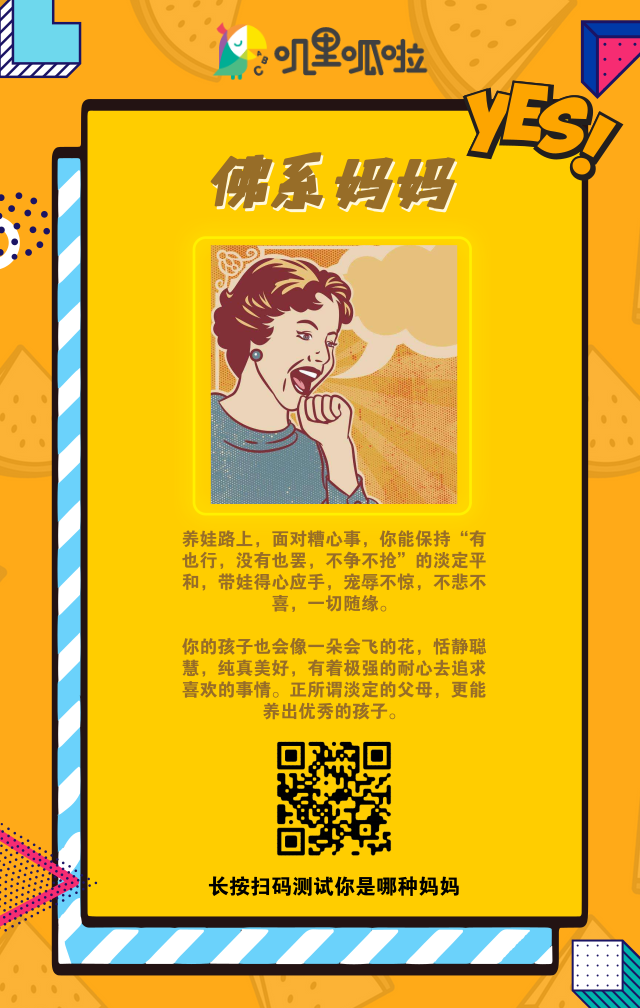 ABC
叽里呱啦
YES!
佛系妈妈
养娃路上，面对糟心事，你能保持“有
也行，没有也罢，不争不抢”的淡定平
和，带娃得心应手，宠辱不惊，不悲不
喜，一切随缘。
你的孩子也会像一朵会飞的花，恬静聪
慧，纯真美好，有着极强的耐心去追求
喜欢的事情。正所谓淡定的父母，更能
养出优秀的孩子。
长按扫码测试你是哪种妈妈